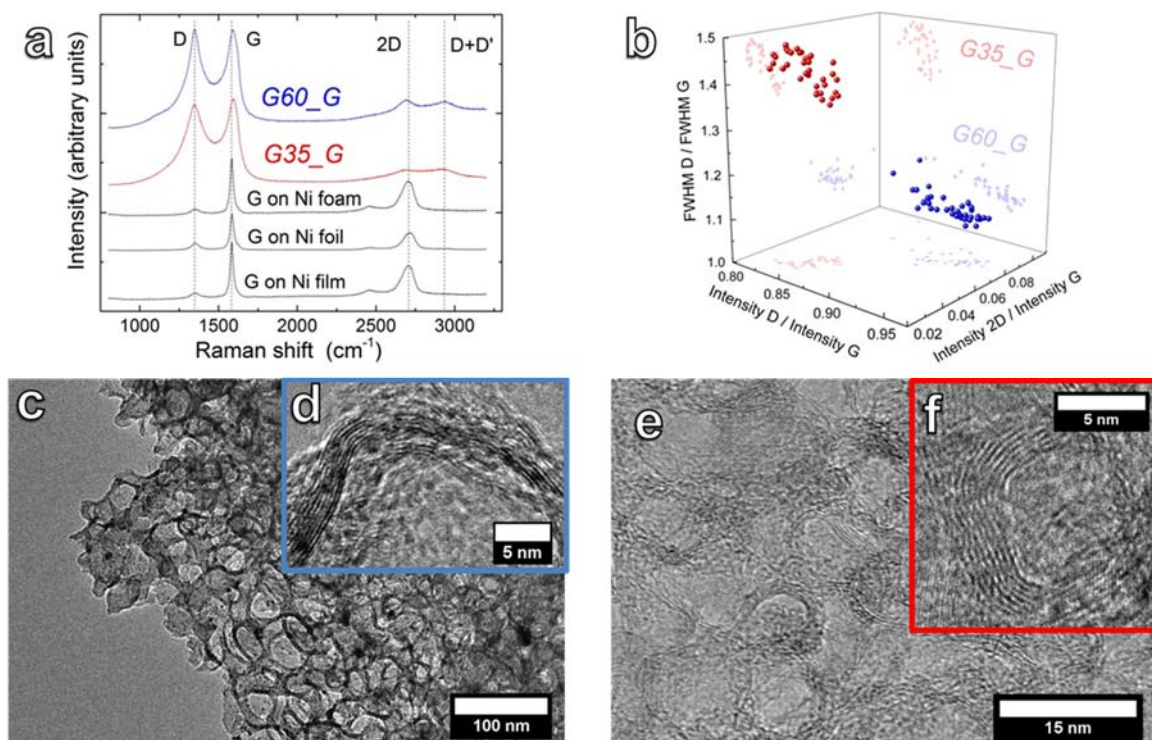 a
D
G
2D
D+D'
G60_G
G35_G
G on Ni foam
G on Ni foil
G on Ni film
Intensity (arbitrary units)
1000
1500
2000
2500
3000
Raman shift (cm⁻¹)
b
1.5
1.4
1.3
1.2
1.1
1.0
FWHM D / FWHM G
G35_G
G60_G
0.80
0.85
0.90
0.95
Intensity D / Intensity G
0.02
0.04
0.06
0.08
Intensity 2D / Intensity G
c
100 nm
d
5 nm
e
15 nm
f
5 nm